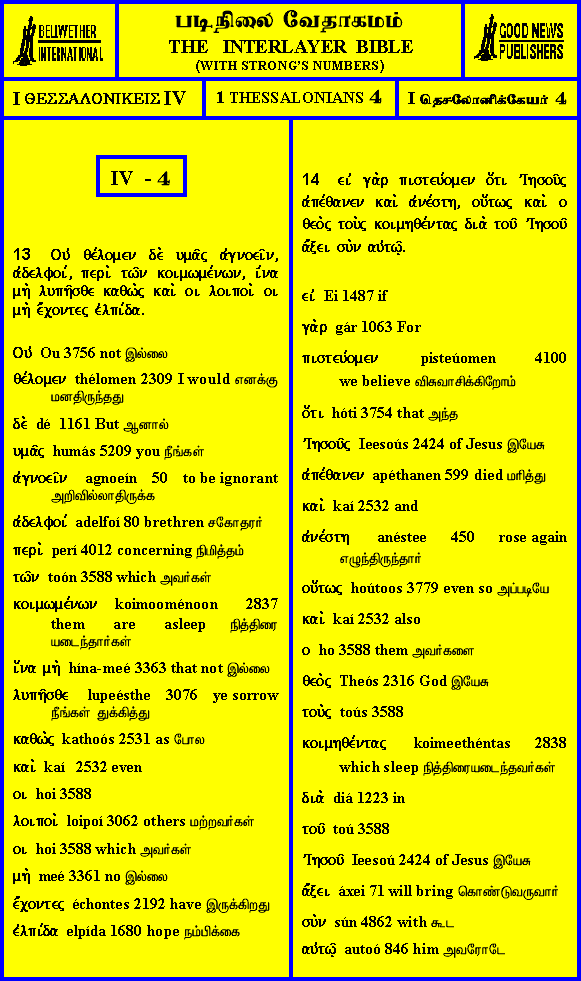 BELLWETHER
INTERNATIONAL
படிநிலை வேதாகமம்
THE INTERLAYER BIBLE
(WITH STRONG'S NUMBERS)
GOOD NEWS
PUBLISHERS
I ΘΕΣΣΑΛΟΝΙΚΕΙΣ IV
1 THESSALONIANS 4
I தெசலோனிக்கேயர் 4
IV - 4
13 Οὐ θέλομεν δὲ υμᾶς ἀγνοεῖν,
ἀδελφοί, περὶ τῶν κοιμωμένων, ἵνα
μὴ λυπῆσθε καθὼς καὶ οι λοιποὶ οι
μὴ ἔχοντες ἐλπίδα.
Οὐ Ou 3756 not இல்லை
θέλομεν thélomen 2309 I would எனக்கு
மனதிருந்தது
δὲ dé 1161 But ஆனால்
υμᾶς humás 5209 you நீங்கள்
ἀγνοεῖν agnoeín 50 to be ignorant
அறிவில்லாதிருக்க
ἀδελφοί adelfoí 80 brethren சகோதரர்
περὶ perí 4012 concerning நிமித்தம்
τῶν toón 3588 which அவர்கள்
κοιμωμένων koimooménoon 2837
them are asleep நித்திரை
யடைந்தார்கள்
ἵνα μὴ hína-meé 3363 that not இல்லை
λυπῆσθε lupeésthe 3076 ye sorrow
நீங்கள் துக்கித்து
καθὼς kathoós 2531 as போல
καὶ kaí 2532 even
οι hoi 3588
λοιποὶ loipoí 3062 others மற்றவர்கள்
οι hoi 3588 which அவர்கள்
μὴ meé 3361 no இல்லை
ἔχοντες échontes 2192 have இருக்கிறது
ἐλπίδα elpída 1680 hope நம்பிக்கை
14 εἰ γὰρ πιστεύομεν ὅτι Ἰησοῦς
ἀπέθανεν καὶ ἀνέστη, οὕτως καὶ ο
θεὸς τοὺς κοιμηθέντας διὰ τοῦ Ἰησοῦ
ἄξει σὺν αὐτῷ.
εἰ Ei 1487 if
γὰρ gár 1063 For
πιστεύομεν pisteúomen 4100
we believe விசுவாசிக்கிறோம்
ὅτι hóti 3754 that அந்த
Ἰησοῦς Ieesoús 2424 of Jesus இயேசு
ἀπέθανεν apéthanen 599 died மரித்து
καὶ kaí 2532 and
ἀνέστη anéstee 450 rose again
எழுந்திருந்தார்
οὕτως hoútoos 3779 even so அப்படியே
καὶ kaí 2532 also
ο ho 3588 them அவர்களை
θεὸς Theós 2316 God இயேசு
τοὺς toús 3588
κοιμηθέντας koimeethéntas 2838
which sleep நித்திரையடைந்தவர்கள்
διὰ diá 1223 in
τοῦ toú 3588
Ἰησοῦ Ieesoú 2424 of Jesus இயேசு
ἄξει áxei 71 will bring கொண்டுவருவார்
σὺν sún 4862 with கூட
αὐτῷ autoó 846 him அவரோடே